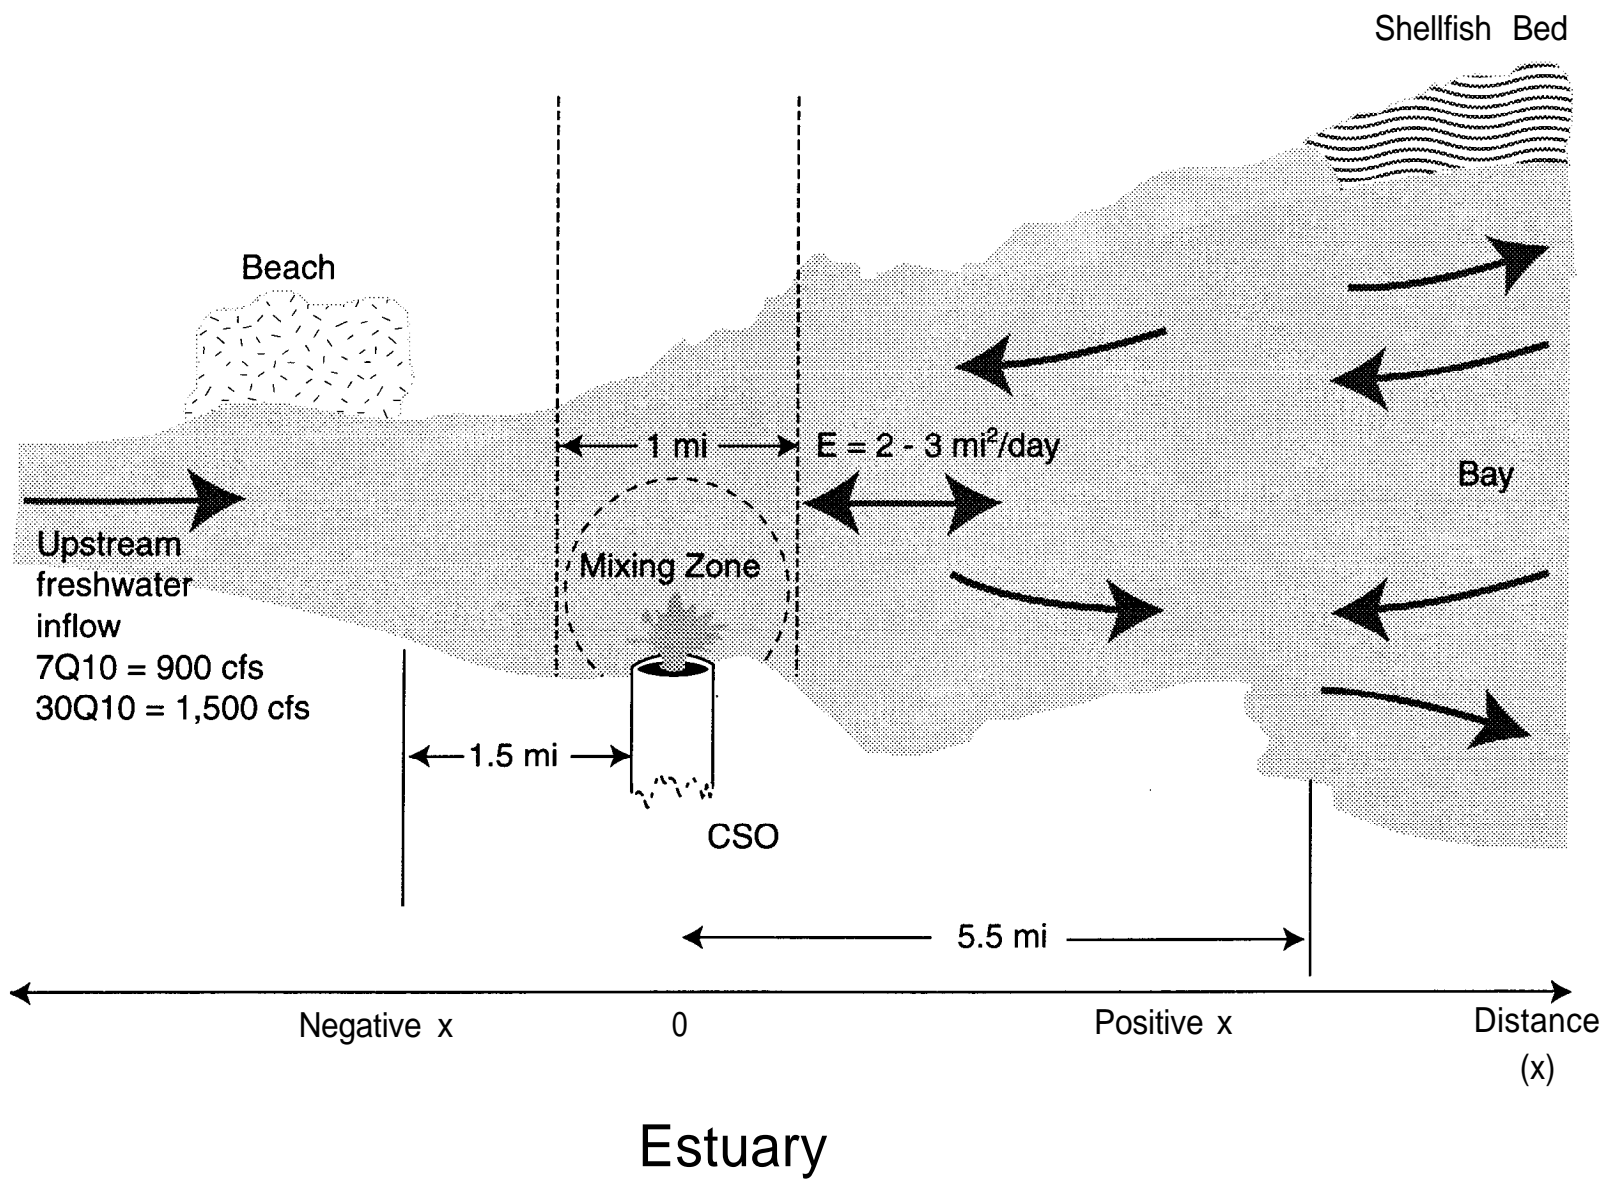 Shellfish Bed
Beach
1 mi
E = 2 - 3 mi²/day
Bay
Upstream
freshwater
inflow
7Q10 = 900 cfs
30Q10 = 1,500 cfs
Mixing Zone
1.5 mi
CSO
5.5 mi
Negative x
0
Positive x
Distance
(x)
Estuary